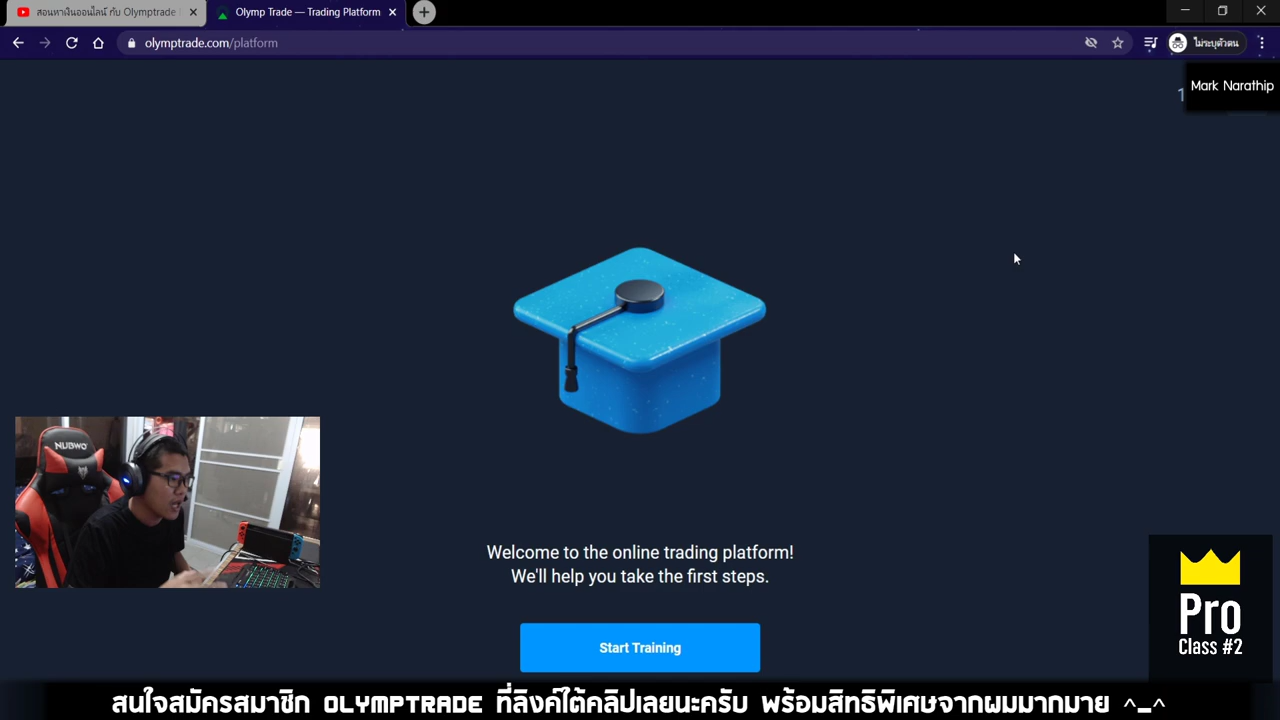 สอนหาเงินออนไลน์ กับ Olymptrade
Olymp Trade — Trading Platform
olymptrade.com/platform
ไม่ระบุตัวตน
1
Mark Narathip
NUBWO
Welcome to the online trading platform!
We'll help you take the first steps.
Start Training
Pro
Class #2
สนใจสมัครสมาชิก OLYMPTRADE ที่ลิงค์ใต้คลิปเลยนะครับ พร้อมสิทธิพิเศษจากผมมากมาย ^_^